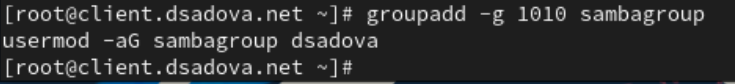 [root@client.dsadova.net ~]# groupadd -g 1010 sambagroup
usermod -aG sambagroup dsadova
[root@client.dsadova.net ~]#